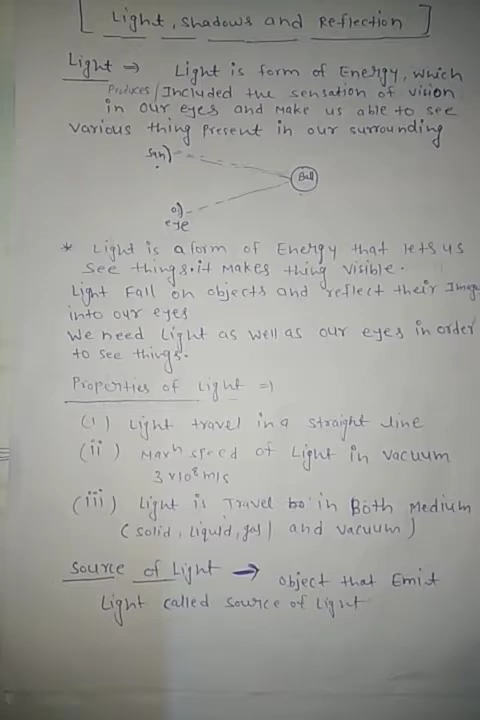 [ Light, Shadows and Reflection ]
Light ⇒ Light is form of Energy, which
Produces/Included the sensation of vision
in our eyes and make us able to see
various thing Present in our surrounding
Sun)
Ball
eye
* Light is a form of Energy that lets us
see things. it makes thing visible.
Light Fall on objects and reflect their Image
into our eyes
We need Light as well as our eyes in order
to see things.
Properties of Light ⇒
(i) Light travel in a straight line
(ii) Maxm speed of Light in vacuum
3×10⁸ m/s
(iii) Light is Travel in Both Medium
(solid, Liquid, gas) and vacuum)
Source of Light → object that Emit
Light called source of Light